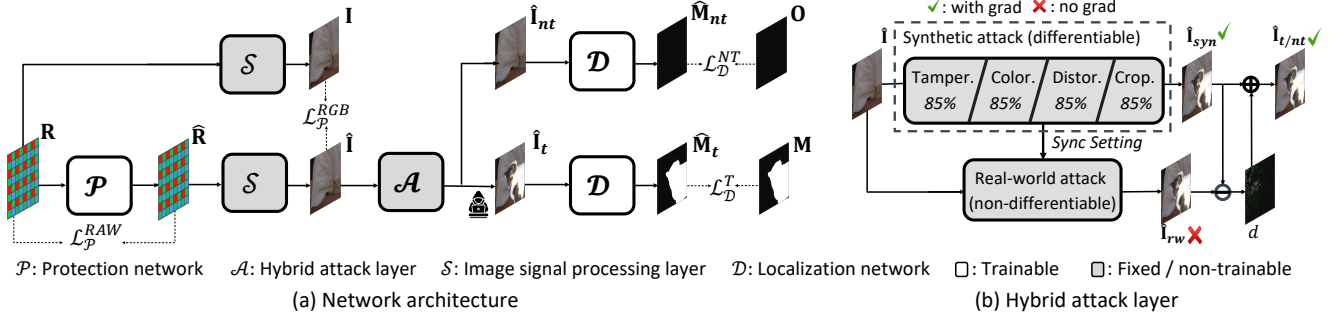 I
Î_nt
M̂_nt
O
S
D
ℒ_D^NT
ℒ_P^RGB
R
R̂
Î
Î_t
M̂_t
M
P
S
A
D
ℒ_D^T
ℒ_P^RAW
P: Protection network A: Hybrid attack layer S: Image signal processing layer D: Localization network : Trainable : Fixed / non-trainable
(a) Network architecture
✓: with grad ✗: no grad
Î
Synthetic attack (differentiable)
Î_syn ✓
Î_t/nt ✓
Tamper. Color. Distor. Crop.
85% 85% 85% 85%
Sync Setting
Real-world attack
(non-differentiable)
Î_rw ✗
d
(b) Hybrid attack layer